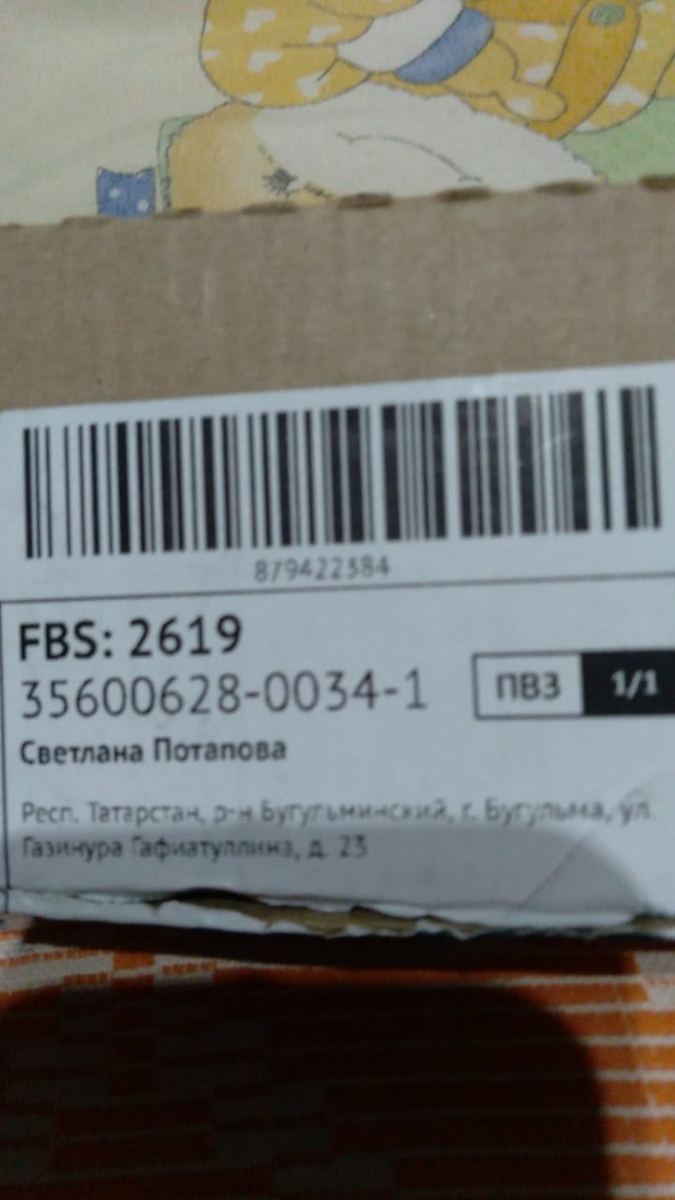 879422384
FBS: 2619
35600628-0034-1
ПВЗ 1/1
Светлана Потапова
Респ. Татарстан, р-н Бугульминский, г. Бугульма, ул.
Газинура Гафиатуллина, д. 23